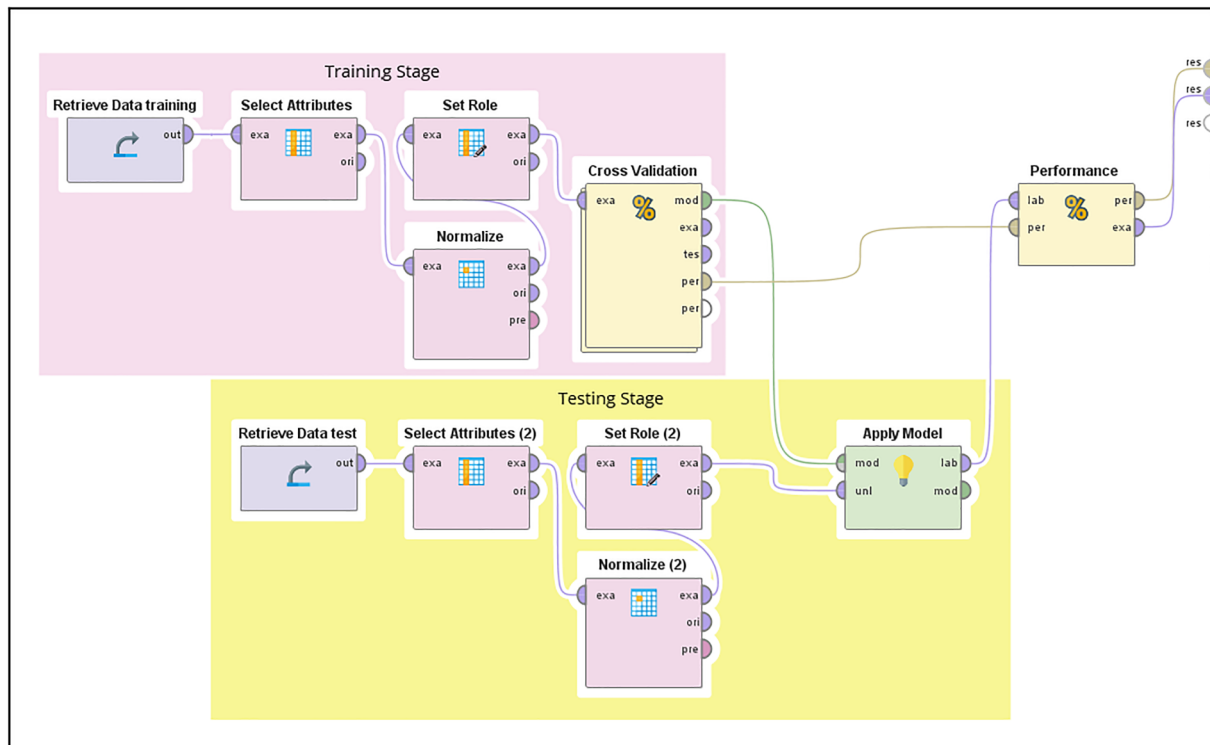 Training Stage
Retrieve Data training
out
Select Attributes
exa exa
ori
Set Role
exa exa
ori
Normalize
exa exa
ori
pre
Cross Validation
exa mod
exa
tes
per
per
Performance
lab per
per exa
res
res
res
Testing Stage
Retrieve Data test
out
Select Attributes (2)
exa exa
ori
Set Role (2)
exa exa
ori
Normalize (2)
exa exa
ori
pre
Apply Model
mod lab
unl mod